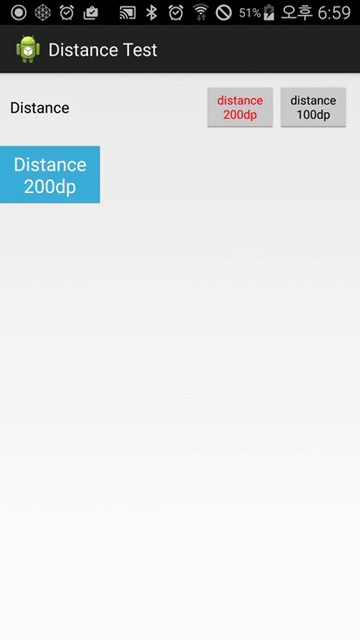 51% 오후 6:59
Distance Test
Distance
distance
200dp
distance
100dp
Distance
200dp